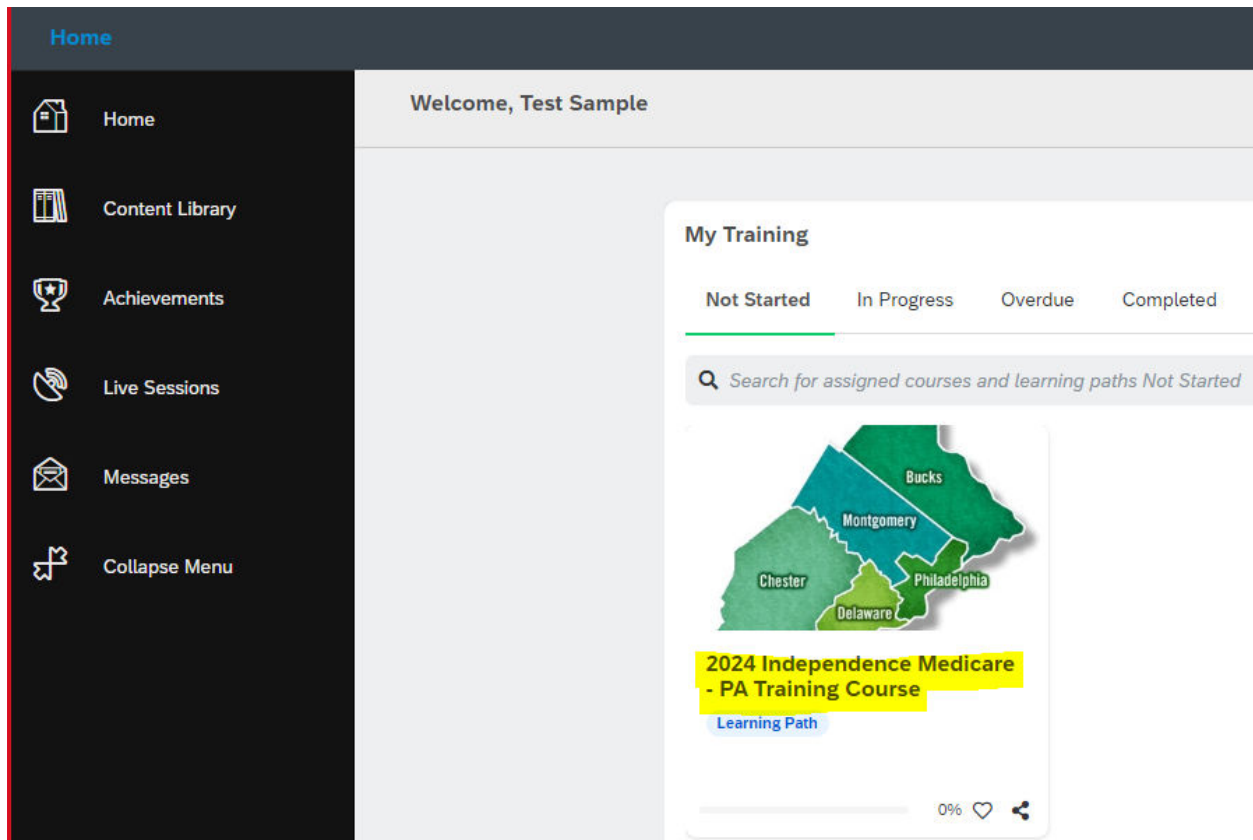 Home
Home
Content Library
Achievements
Live Sessions
Messages
Collapse Menu
Welcome, Test Sample
My Training
Not Started In Progress Overdue Completed
Search for assigned courses and learning paths Not Started
Bucks
Montgomery
Chester
Philadelphia
Delaware
2024 Independence Medicare
- PA Training Course
Learning Path
0%